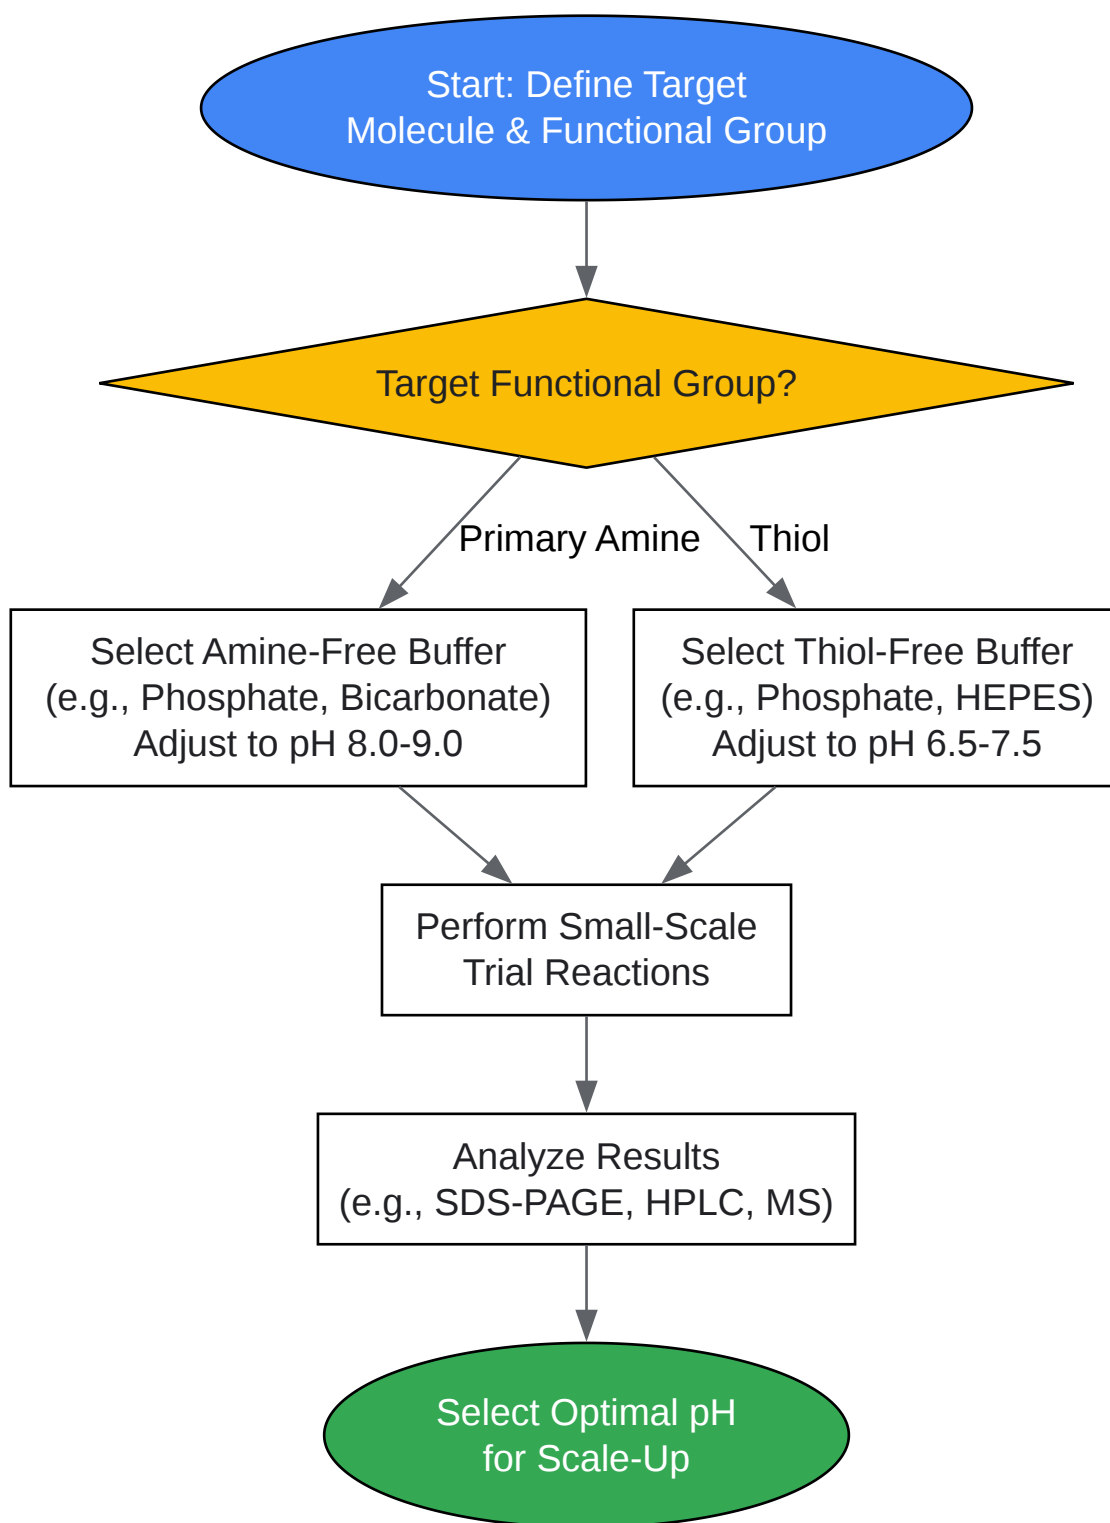 Start: Define Target
Molecule & Functional Group
Target Functional Group?
Primary Amine
Thiol
Select Amine-Free Buffer
(e.g., Phosphate, Bicarbonate)
Adjust to pH 8.0-9.0
Select Thiol-Free Buffer
(e.g., Phosphate, HEPES)
Adjust to pH 6.5-7.5
Perform Small-Scale
Trial Reactions
Analyze Results
(e.g., SDS-PAGE, HPLC, MS)
Select Optimal pH
for Scale-Up